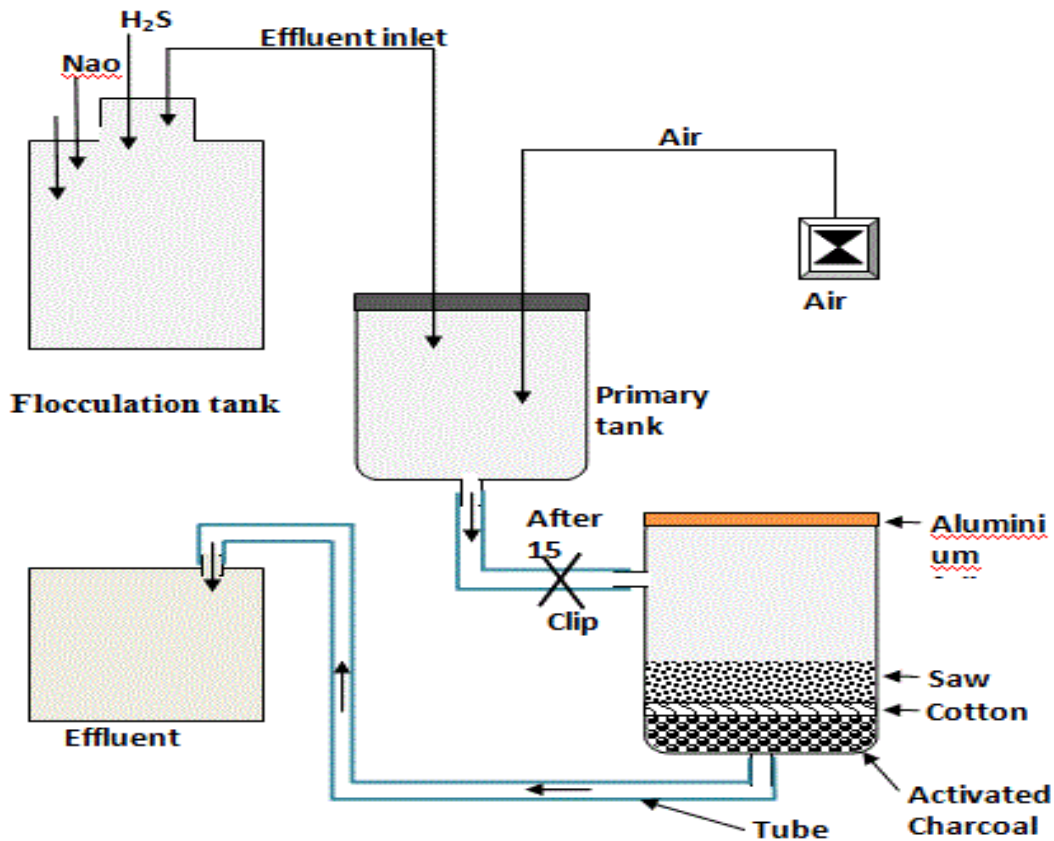 H₂S
Effluent inlet
Nao
Air
Air
Flocculation tank
Primary
tank
After
15
Clip
Alumini
um
Effluent
Saw
Cotton
Activated
Charcoal
Tube